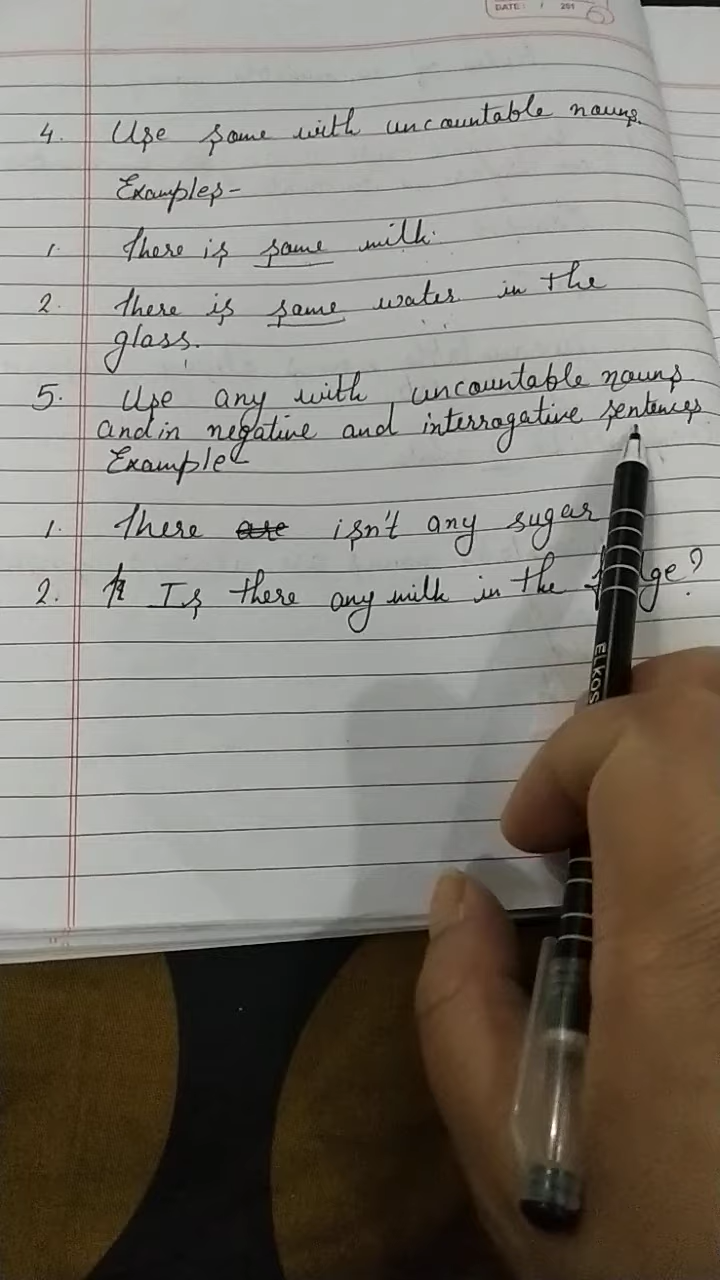 DATE: / 201
4. Use some with uncountable nouns.
Examples-
1. There is some milk.
2. There is some water in the
glass.
5. Use any with uncountable nouns
and in negative and interrogative sentences
Example-
1. There are isn't any sugar
2. Is there any milk in the
ELKOS